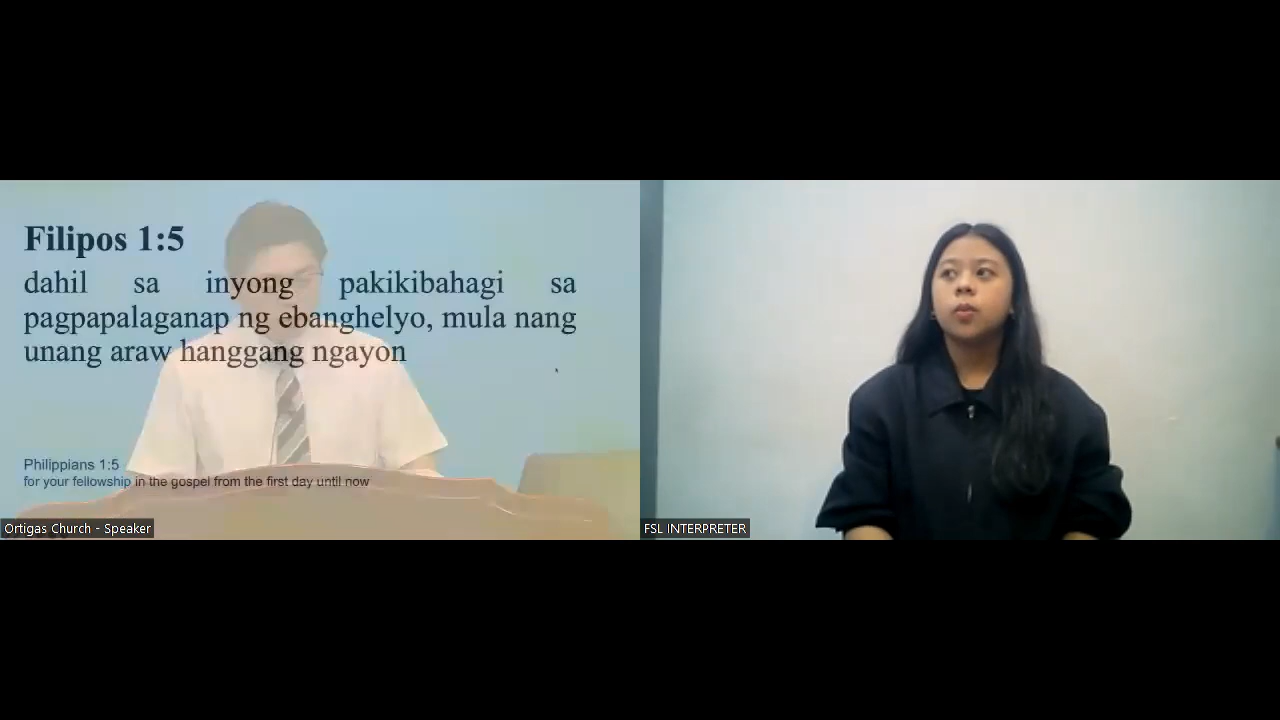 Filipos 1:5
dahil sa inyong pakikibahagi sa
pagpapalaganap ng ebanghelyo, mula nang
unang araw hanggang ngayon
Philippians 1:5
for your fellowship in the gospel from the first day until now
Ortigas Church - Speaker
FSL INTERPRETER